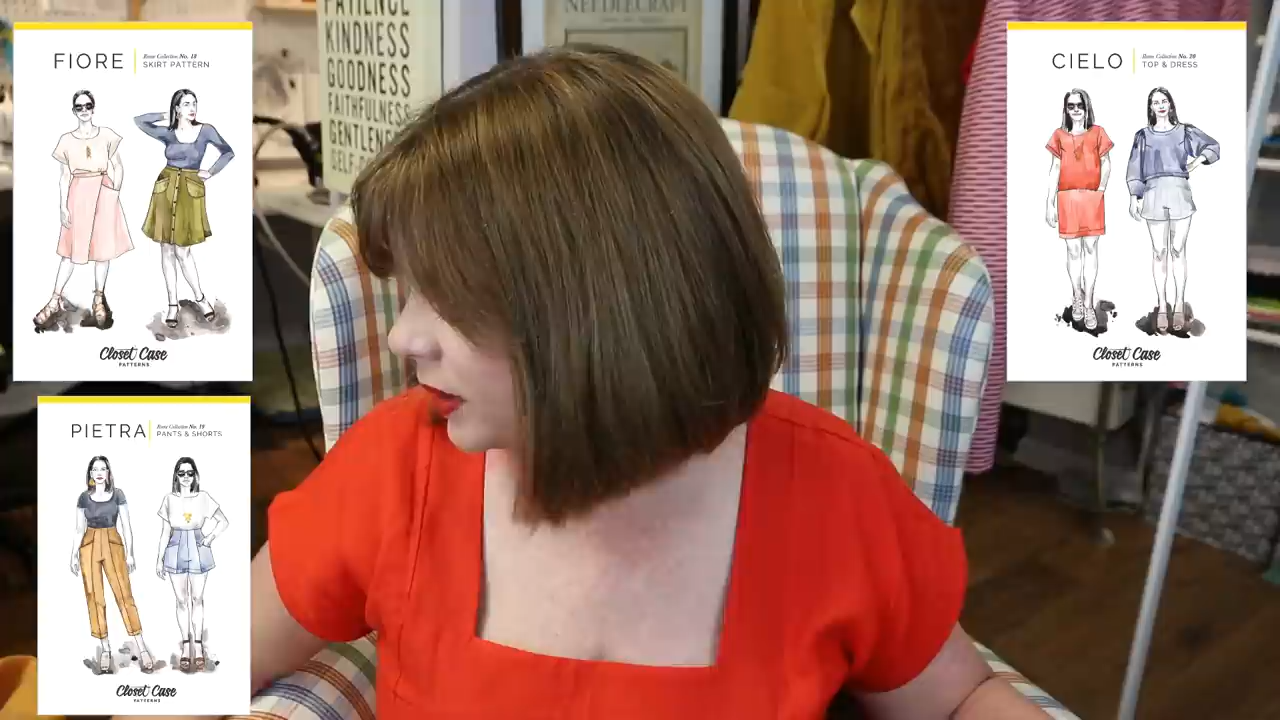 FIORE
Rome Collection No. 18
SKIRT PATTERN
Closet Case
PATTERNS
PIETRA
Rome Collection No. 19
PANTS & SHORTS
Closet Case
PATTERNS
PATIENCE
KINDNESS
GOODNESS
FAITHFULNESS
NEEDLECRAFT
CIELO
Rome Collection No. 20
TOP & DRESS
Closet Case
PATTERNS